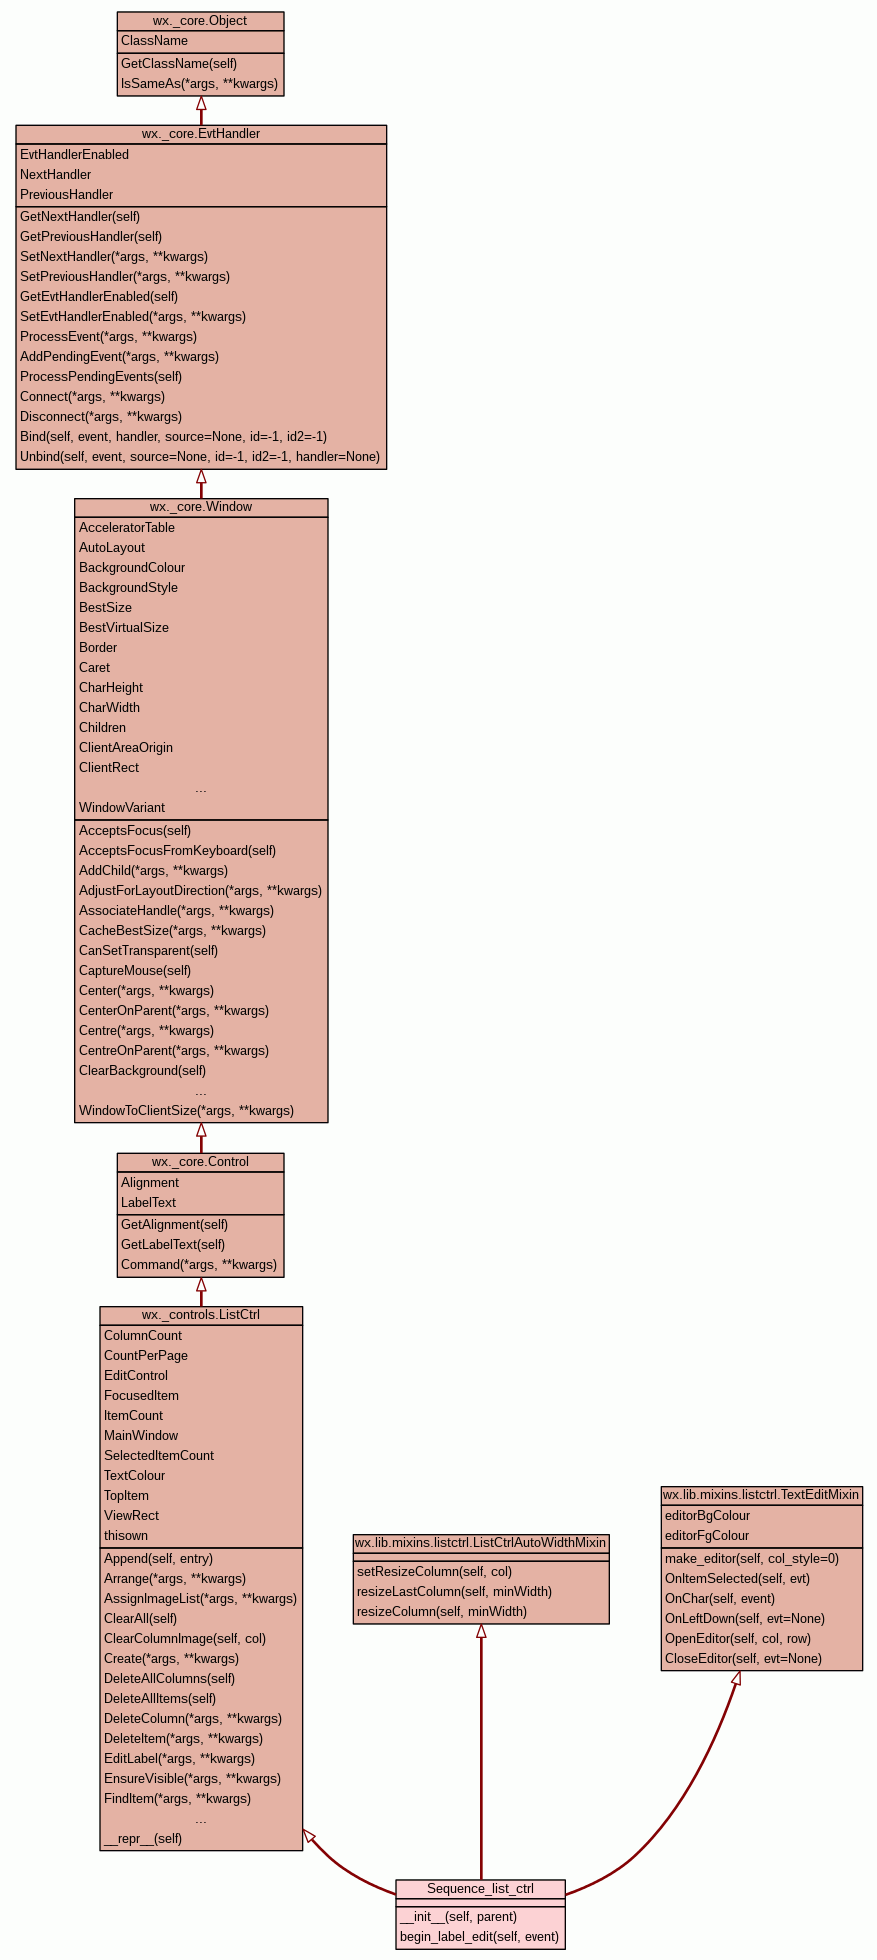 wx._core.Object
ClassName
GetClassName(self)
IsSameAs(*args, **kwargs)
wx._core.EvtHandler
EvtHandlerEnabled
NextHandler
PreviousHandler
GetNextHandler(self)
GetPreviousHandler(self)
SetNextHandler(*args, **kwargs)
SetPreviousHandler(*args, **kwargs)
GetEvtHandlerEnabled(self)
SetEvtHandlerEnabled(*args, **kwargs)
ProcessEvent(*args, **kwargs)
AddPendingEvent(*args, **kwargs)
ProcessPendingEvents(self)
Connect(*args, **kwargs)
Disconnect(*args, **kwargs)
Bind(self, event, handler, source=None, id=-1, id2=-1)
Unbind(self, event, source=None, id=-1, id2=-1, handler=None)
wx._core.Window
AcceleratorTable
AutoLayout
BackgroundColour
BackgroundStyle
BestSize
BestVirtualSize
Border
Caret
CharHeight
CharWidth
Children
ClientAreaOrigin
ClientRect
...
WindowVariant
AcceptsFocus(self)
AcceptsFocusFromKeyboard(self)
AddChild(*args, **kwargs)
AdjustForLayoutDirection(*args, **kwargs)
AssociateHandle(*args, **kwargs)
CacheBestSize(*args, **kwargs)
CanSetTransparent(self)
CaptureMouse(self)
Center(*args, **kwargs)
CenterOnParent(*args, **kwargs)
Centre(*args, **kwargs)
CentreOnParent(*args, **kwargs)
ClearBackground(self)
...
WindowToClientSize(*args, **kwargs)
wx._core.Control
Alignment
LabelText
GetAlignment(self)
GetLabelText(self)
Command(*args, **kwargs)
wx._controls.ListCtrl
ColumnCount
CountPerPage
EditControl
FocusedItem
ItemCount
MainWindow
SelectedItemCount
TextColour
TopItem
ViewRect
thisown
Append(self, entry)
Arrange(*args, **kwargs)
AssignImageList(*args, **kwargs)
ClearAll(self)
ClearColumnImage(self, col)
Create(*args, **kwargs)
DeleteAllColumns(self)
DeleteAllItems(self)
DeleteColumn(*args, **kwargs)
DeleteItem(*args, **kwargs)
EditLabel(*args, **kwargs)
EnsureVisible(*args, **kwargs)
FindItem(*args, **kwargs)
...
__repr__(self)
wx.lib.mixins.listctrl.ListCtrlAutoWidthMixin
setResizeColumn(self, col)
resizeLastColumn(self, minWidth)
resizeColumn(self, minWidth)
wx.lib.mixins.listctrl.TextEditMixin
editorBgColour
editorFgColour
make_editor(self, col_style=0)
OnItemSelected(self, evt)
OnChar(self, event)
OnLeftDown(self, evt=None)
OpenEditor(self, col, row)
CloseEditor(self, evt=None)
Sequence_list_ctrl
__init__(self, parent)
begin_label_edit(self, event)